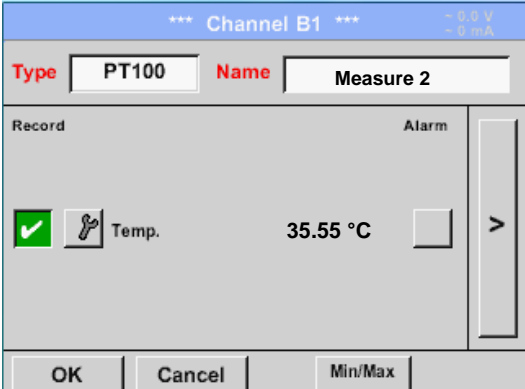 *** Channel B1 *** ~ 0.0 V
~ 0 mA
Type PT100 Name Measure 2
Record Alarm
Temp. 35.55 °C >
OK Cancel Min/Max